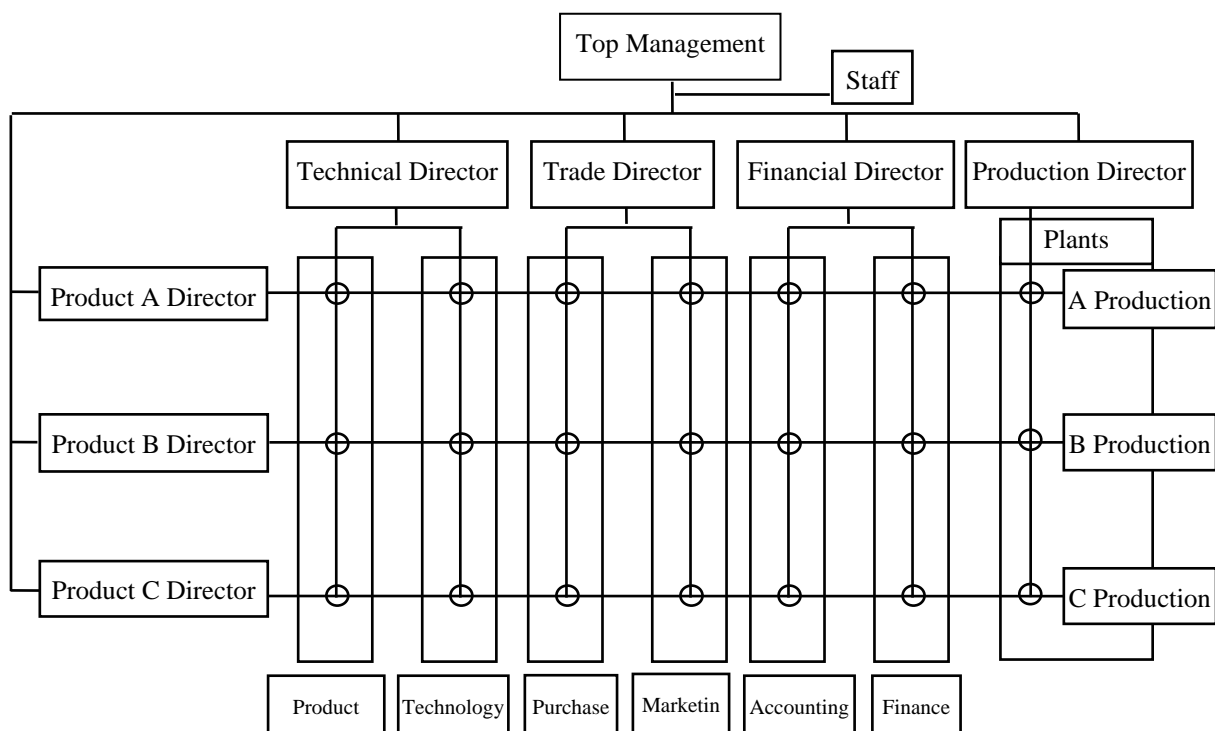 Top Management
Staff
Technical Director
Trade Director
Financial Director
Production Director
Plants
Product A Director
A Production
Product B Director
B Production
Product C Director
C Production
Product
Technology
Purchase
Marketin
Accounting
Finance